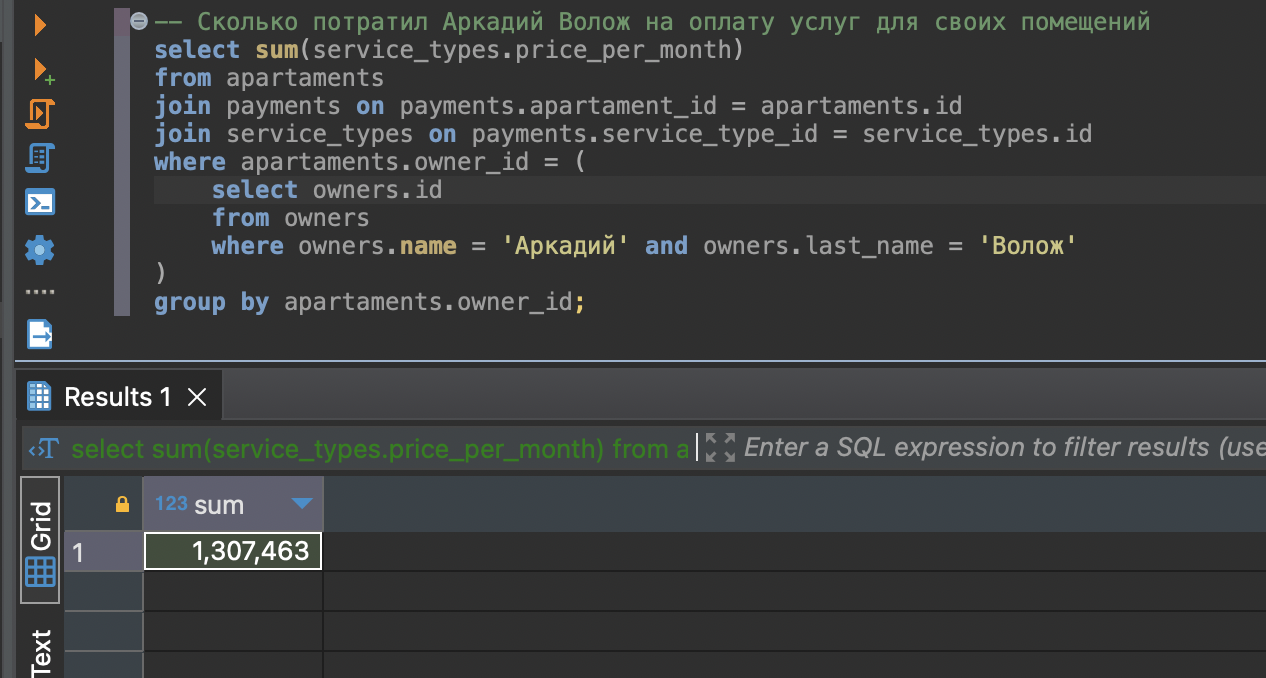 -- Сколько потратил Аркадий Волож на оплату услуг для своих помещений
select sum(service_types.price_per_month)
from apartaments
join payments on payments.apartament_id = apartaments.id
join service_types on payments.service_type_id = service_types.id
where apartaments.owner_id = (
    select owners.id
    from owners
    where owners.name = 'Аркадий' and owners.last_name = 'Волож'
)
group by apartaments.owner_id;
Results 1
select sum(service_types.price_per_month) from a
Enter a SQL expression to filter results (use
Grid
123 sum
1
1,307,463
Text